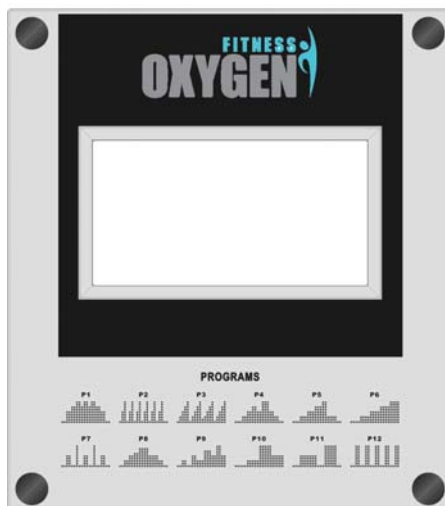 FITNESS
OXYGEN
PROGRAMS
P1 P2 P3 P4 P5 P6
P7 P8 P9 P10 P11 P12